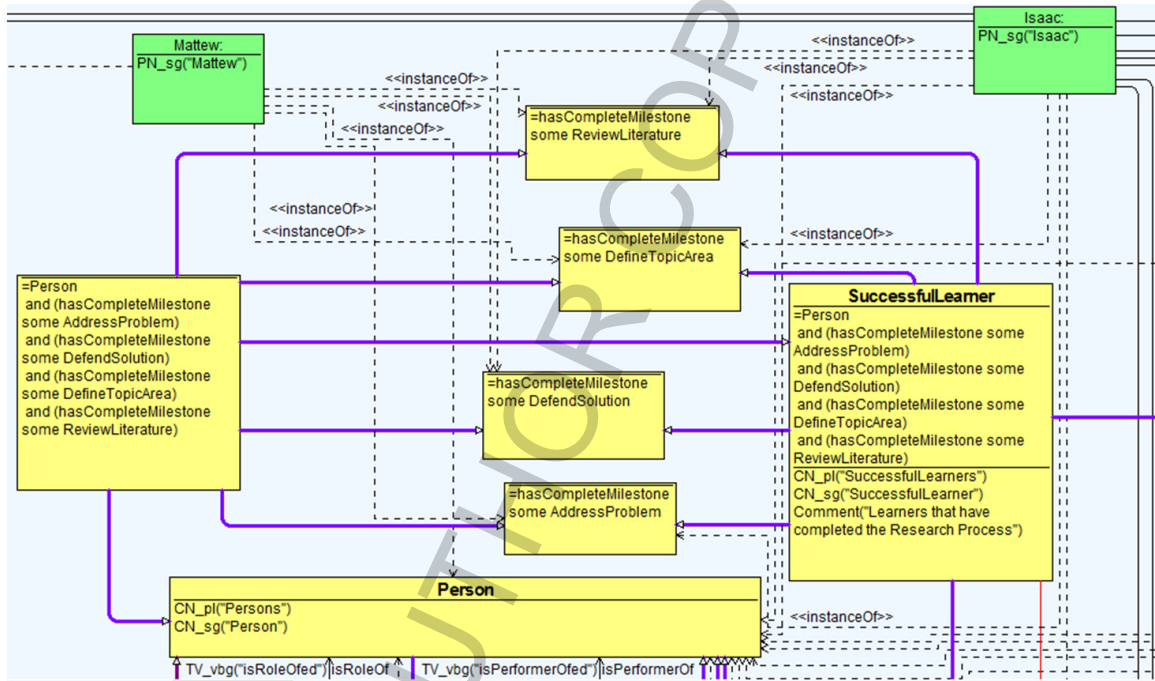 Isaac:
PN_sg("Isaac")
Mattew:
PN_sg("Mattew")
<<instanceOf>>
<<instanceOf>>
<<instanceOf>>
<<instanceOf>>
<<instanceOf>>
<<instanceOf>>
=hasCompleteMilestone
some ReviewLiterature
<<instanceOf>>
<<instanceOf>>
<<instanceOf>>
=hasCompleteMilestone
some DefineTopicArea
=Person
and (hasCompleteMilestone
some AddressProblem)
and (hasCompleteMilestone
some DefendSolution)
and (hasCompleteMilestone
some DefineTopicArea)
and (hasCompleteMilestone
some ReviewLiterature)
SuccessfulLearner
=Person
and (hasCompleteMilestone some
AddressProblem)
and (hasCompleteMilestone some
DefendSolution)
and (hasCompleteMilestone some
DefineTopicArea)
and (hasCompleteMilestone some
ReviewLiterature)
CN_pl("SuccessfulLearners")
CN_sg("SuccessfulLearner")
Comment("Learners that have
completed the Research Process")
=hasCompleteMilestone
some DefendSolution
=hasCompleteMilestone
some AddressProblem
Person
CN_pl("Persons")
CN_sg("Person")
<<instanceOf>>
TV_vbg("isRoleOfed") isRoleOf TV_vbg("isPerformerOfed") isPerformerOf
UTHOR COP